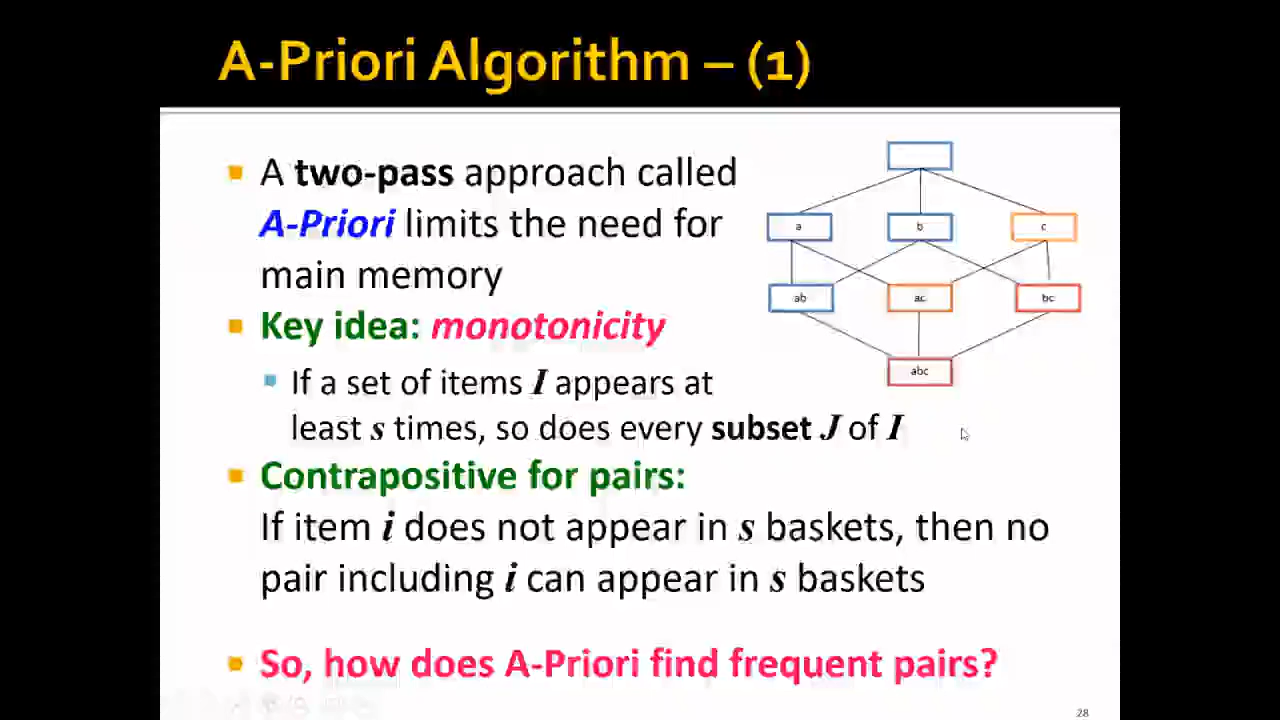 A-Priori Algorithm – (1)
A two-pass approach called
A-Priori limits the need for
main memory
Key idea: monotonicity
If a set of items I appears at
least s times, so does every subset J of I
Contrapositive for pairs:
If item i does not appear in s baskets, then no
pair including i can appear in s baskets
So, how does A-Priori find frequent pairs?
a b c
ab ac bc
abc
28